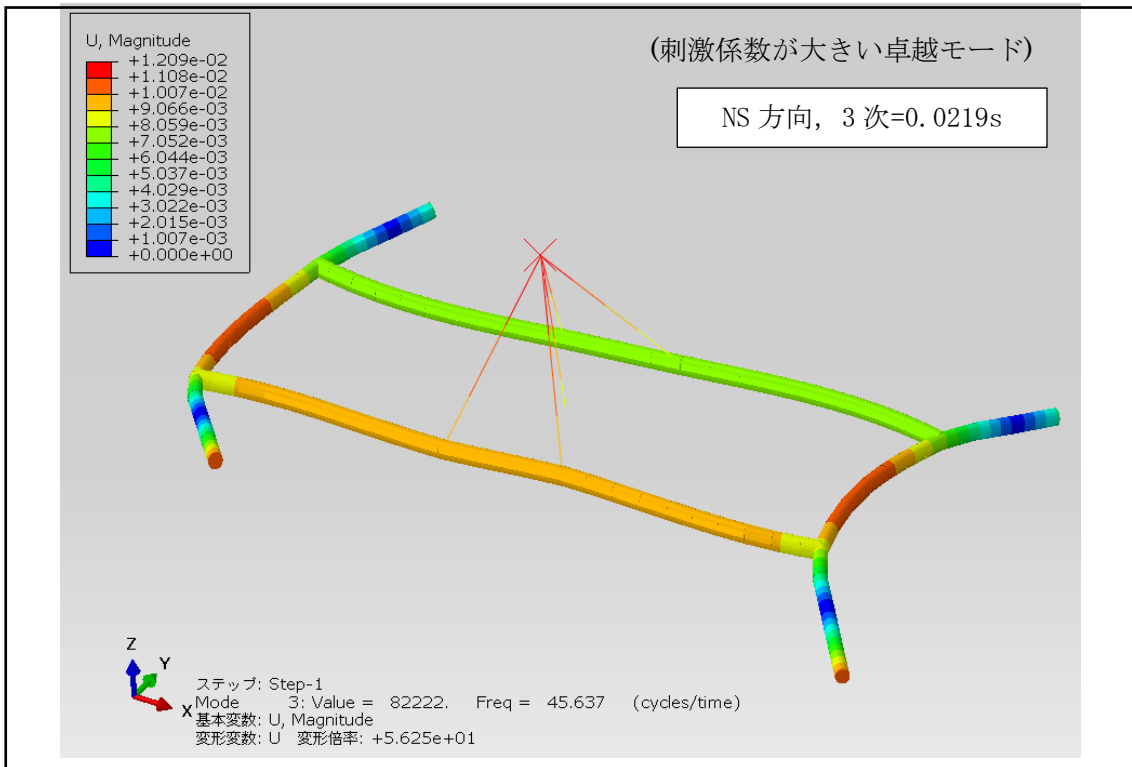 U, Magnitude
+1.209e-02
+1.108e-02
+1.007e-02
+9.066e-03
+8.059e-03
+7.052e-03
+6.044e-03
+5.037e-03
+4.029e-03
+3.022e-03
+2.015e-03
+1.007e-03
+0.000e+00
(刺激係数が大きい卓越モード)
NS 方向, 3 次=0.0219s
Z
Y
X
ステップ: Step-1
Mode 3: Value = 82222. Freq = 45.637 (cycles/time)
基本変数: U, Magnitude
変形変数: U 変形倍率: +5.625e+01